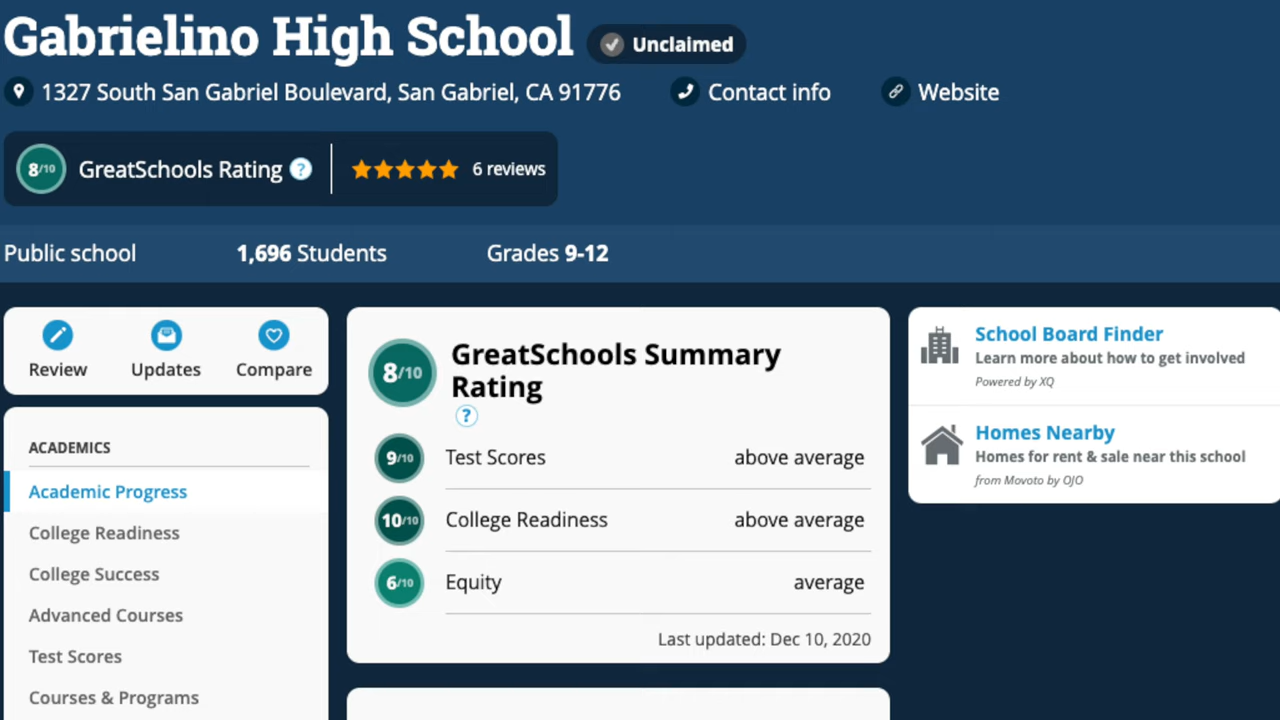 Gabrielino High School
Unclaimed
1327 South San Gabriel Boulevard, San Gabriel, CA 91776
Contact info
Website
8/10
GreatSchools Rating ?
6 reviews
Public school
1,696 Students
Grades 9-12
Review
Updates
Compare
ACADEMICS
Academic Progress
College Readiness
College Success
Advanced Courses
Test Scores
Courses & Programs
8/10
GreatSchools Summary
Rating
?
9/10
Test Scores
above average
10/10
College Readiness
above average
6/10
Equity
average
Last updated: Dec 10, 2020
School Board Finder
Learn more about how to get involved
Powered by XQ
Homes Nearby
Homes for rent & sale near this school
from Movoto by OJO